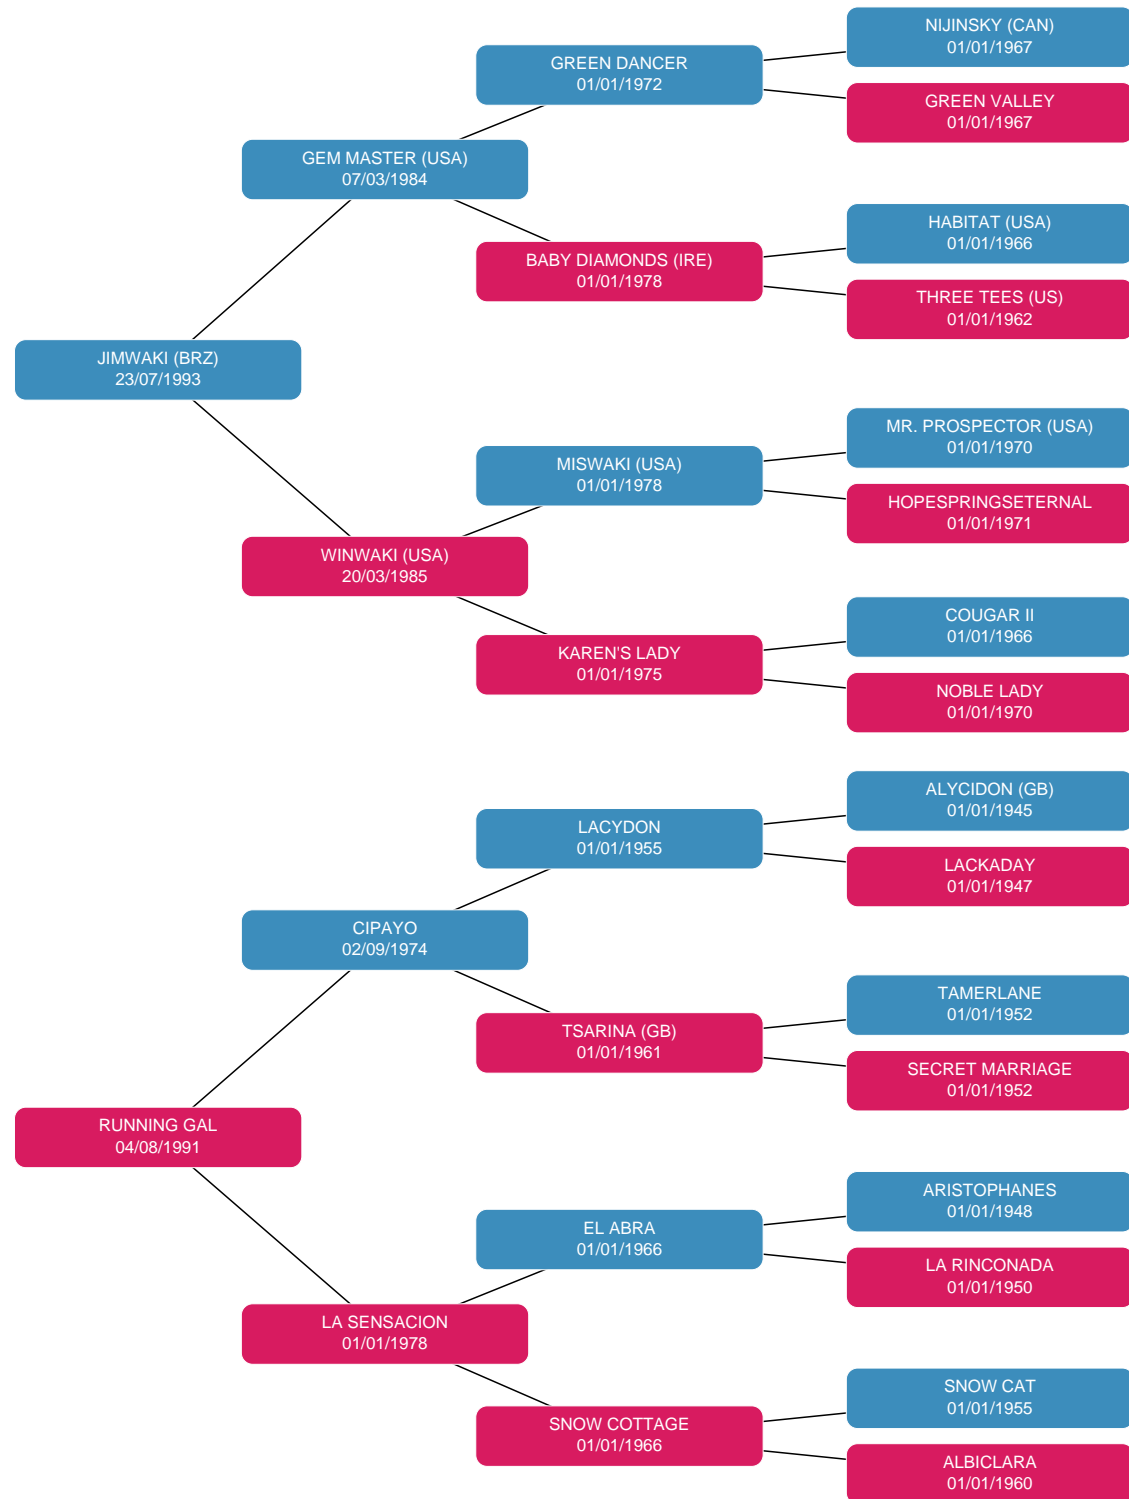 NIJINSKY (CAN)
01/01/1967
GREEN DANCER
01/01/1972
GREEN VALLEY
01/01/1967
GEM MASTER (USA)
07/03/1984
HABITAT (USA)
01/01/1966
BABY DIAMONDS (IRE)
01/01/1978
THREE TEES (US)
01/01/1962
JIMWAKI (BRZ)
23/07/1993
MR. PROSPECTOR (USA)
01/01/1970
MISWAKI (USA)
01/01/1978
HOPESPRINGSETERNAL
01/01/1971
WINWAKI (USA)
20/03/1985
COUGAR II
01/01/1966
KAREN'S LADY
01/01/1975
NOBLE LADY
01/01/1970
ALYCIDON (GB)
01/01/1945
LACYDON
01/01/1955
LACKADAY
01/01/1947
CIPAYO
02/09/1974
TAMERLANE
01/01/1952
TSARINA (GB)
01/01/1961
SECRET MARRIAGE
01/01/1952
RUNNING GAL
04/08/1991
ARISTOPHANES
01/01/1948
EL ABRA
01/01/1966
LA RINCONADA
01/01/1950
LA SENSACION
01/01/1978
SNOW CAT
01/01/1955
SNOW COTTAGE
01/01/1966
ALBICLARA
01/01/1960